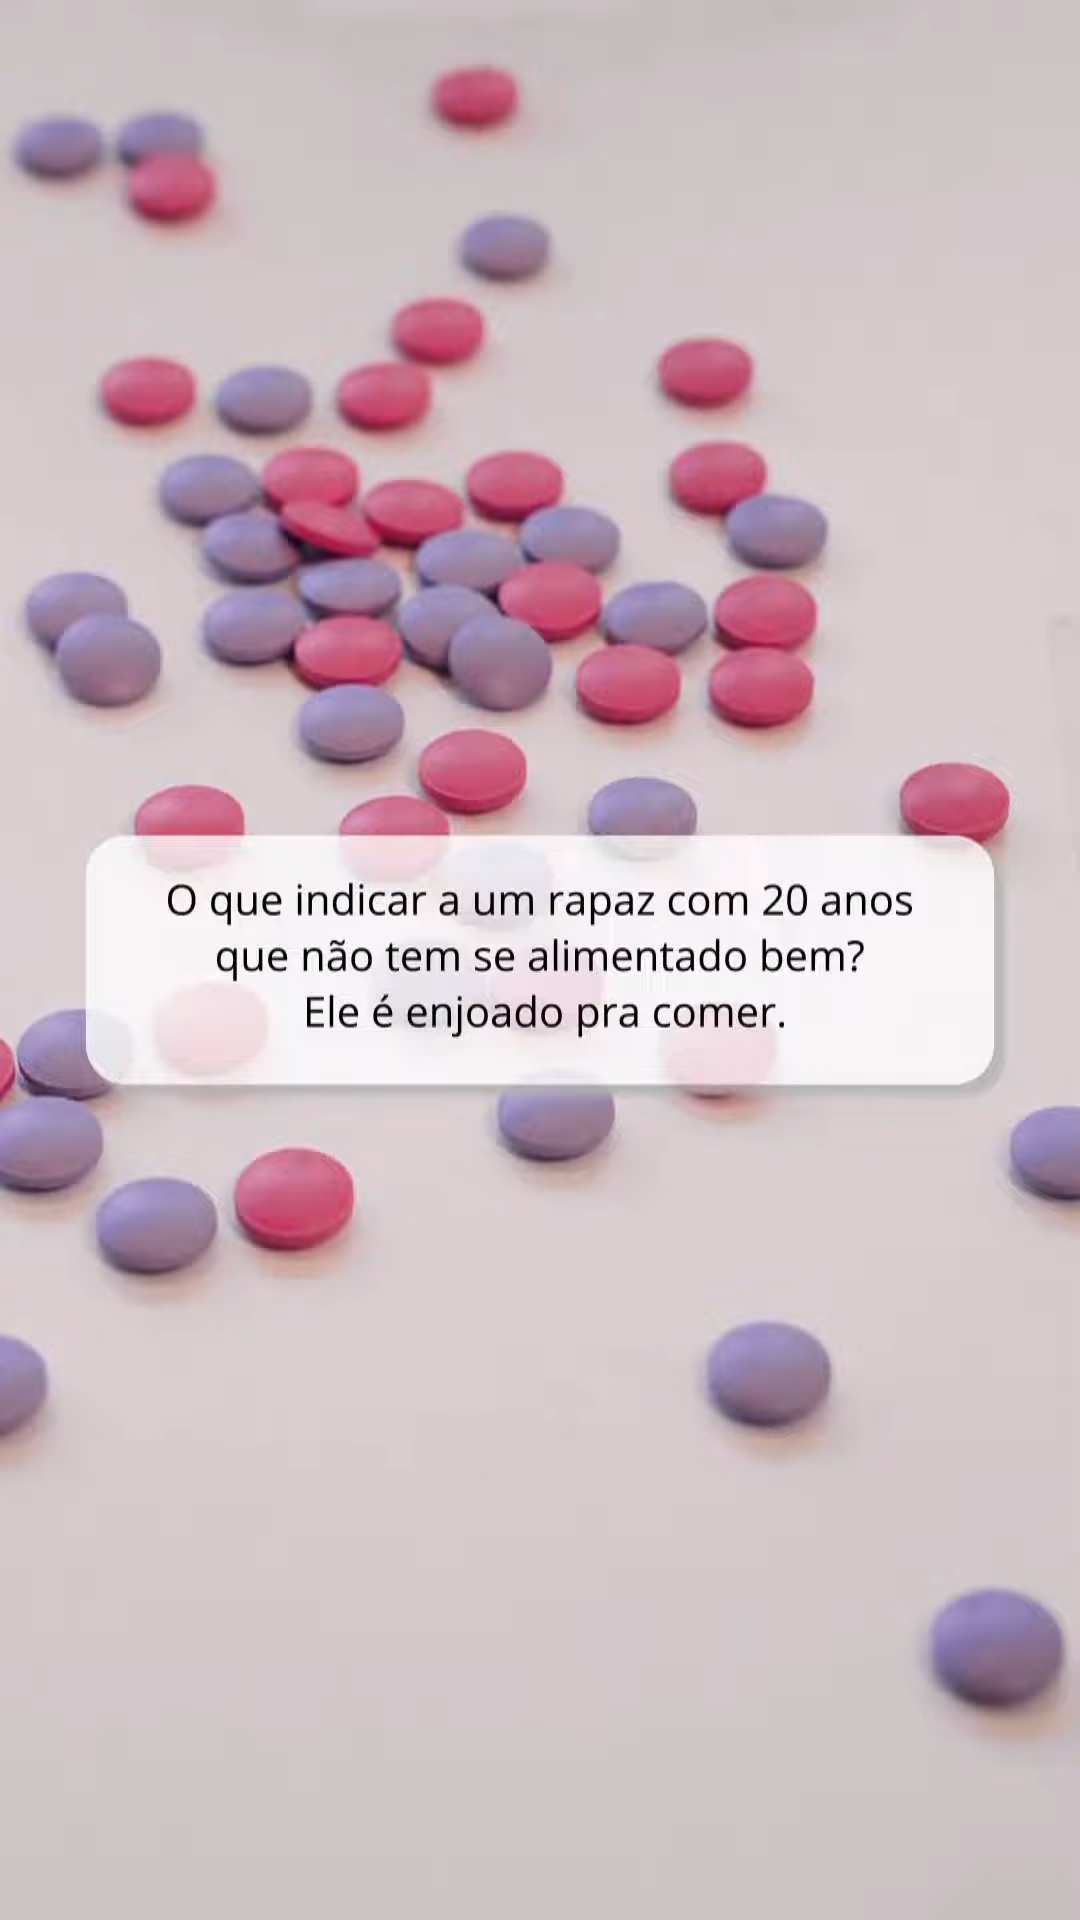 O que indicar a um rapaz com 20 anos
que não tem se alimentado bem?
Ele é enjoado pra comer.